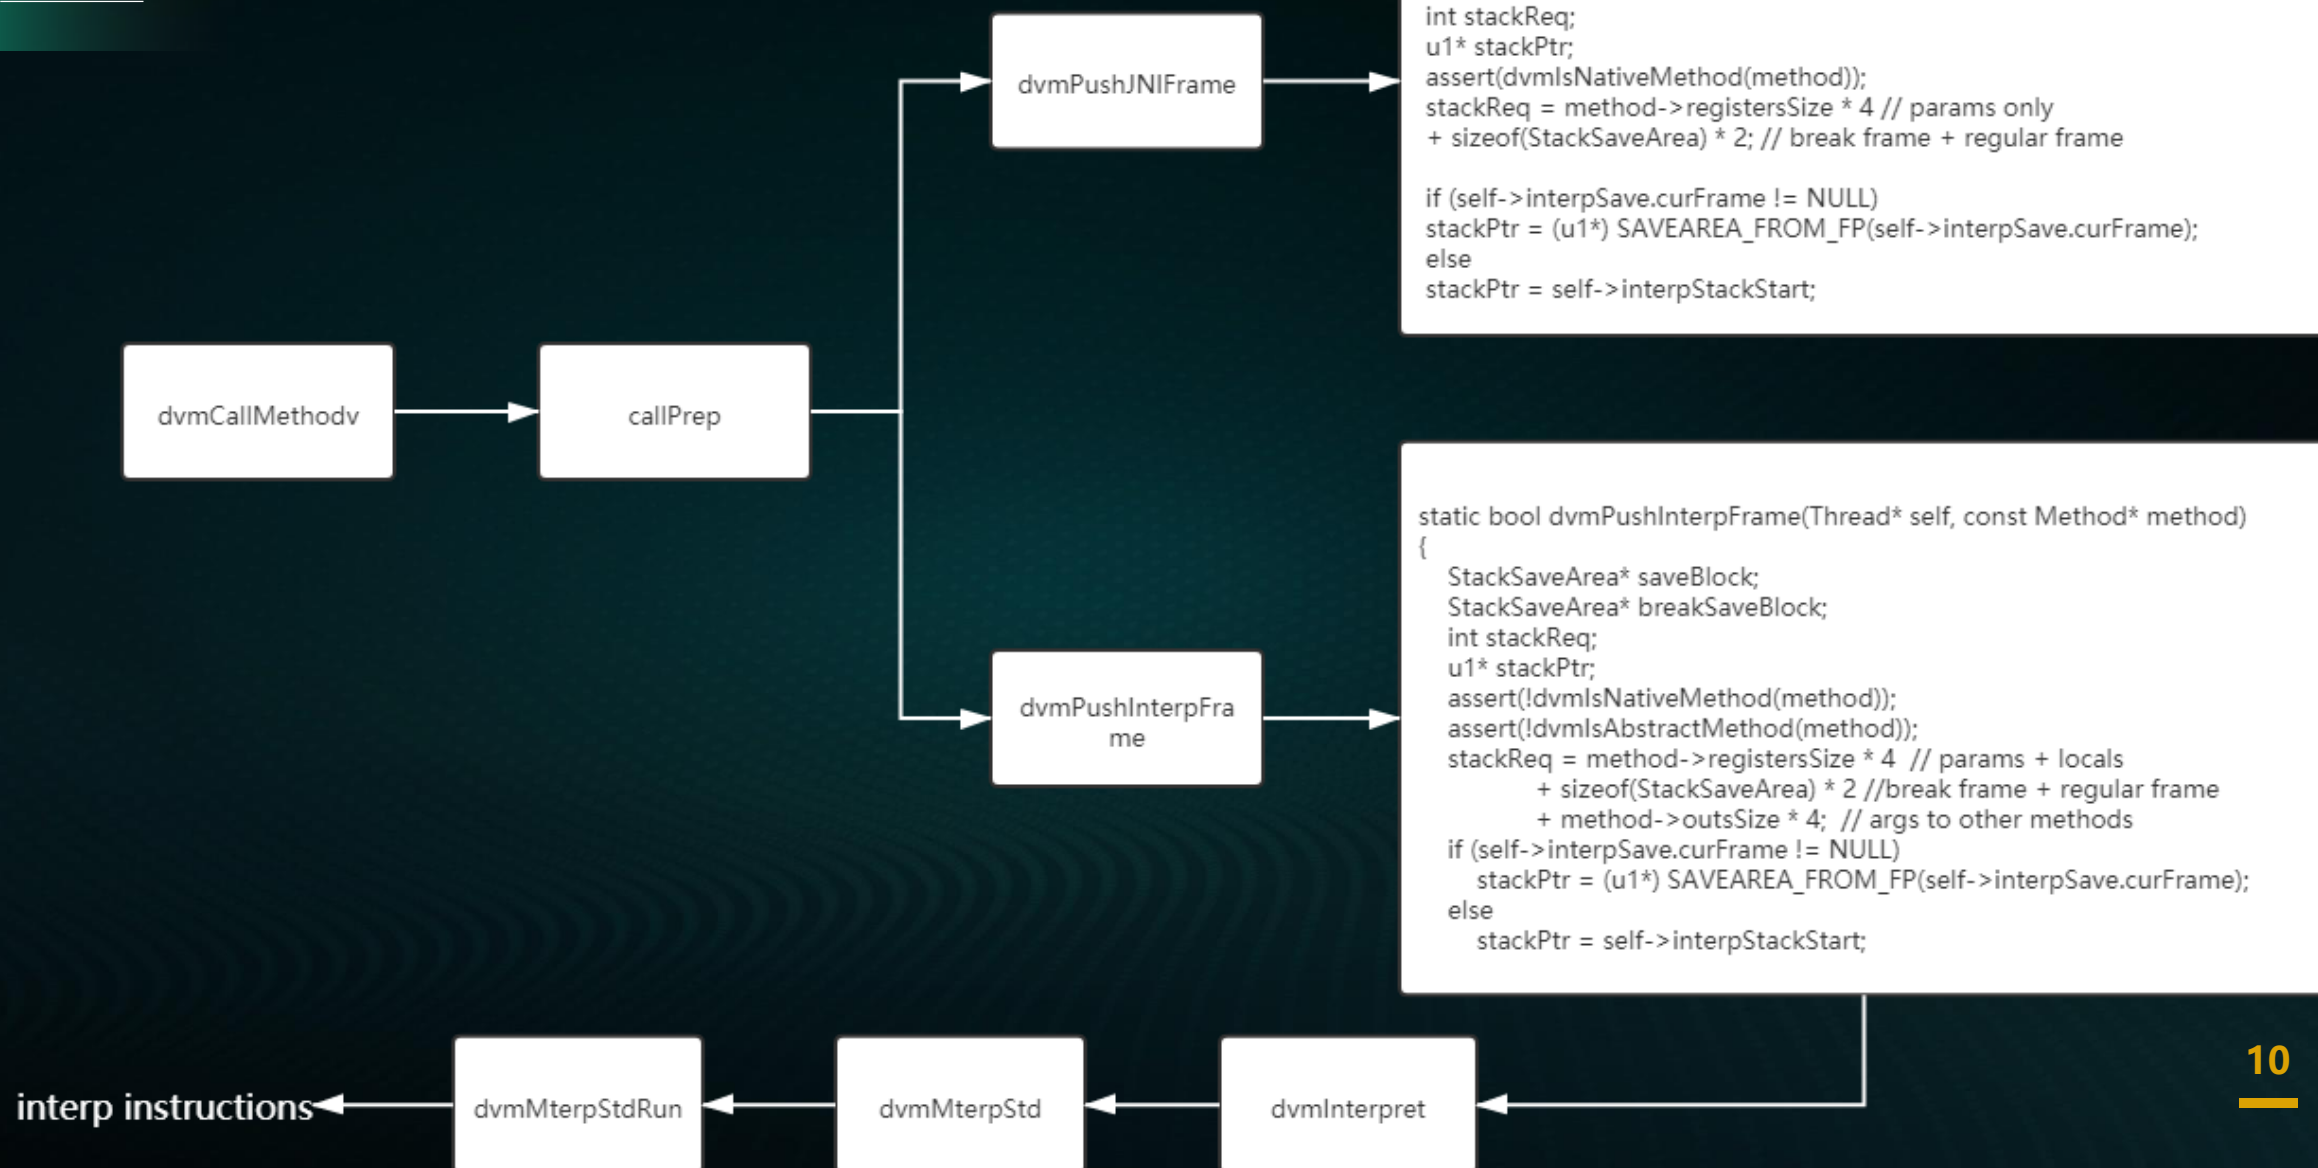 int stackReq;
u1* stackPtr;
assert(dvmIsNativeMethod(method));
stackReq = method->registersSize * 4 // params only
+ sizeof(StackSaveArea) * 2; // break frame + regular frame
if (self->interpSave.curFrame != NULL)
stackPtr = (u1*) SAVEAREA_FROM_FP(self->interpSave.curFrame);
else
stackPtr = self->interpStackStart;
dvmPushJNIFrame
dvmCallMethodv
callPrep
dvmPushInterpFra
me
static bool dvmPushInterpFrame(Thread* self, const Method* method)
{
StackSaveArea* saveBlock;
StackSaveArea* breakSaveBlock;
int stackReq;
u1* stackPtr;
assert(!dvmIsNativeMethod(method));
assert(!dvmIsAbstractMethod(method));
stackReq = method->registersSize * 4  // params + locals
+ sizeof(StackSaveArea) * 2 //break frame + regular frame
+ method->outsSize * 4;  // args to other methods
if (self->interpSave.curFrame != NULL)
stackPtr = (u1*) SAVEAREA_FROM_FP(self->interpSave.curFrame);
else
stackPtr = self->interpStackStart;
interp instructions
dvmMterpStdRun
dvmMterpStd
dvmInterpret
10